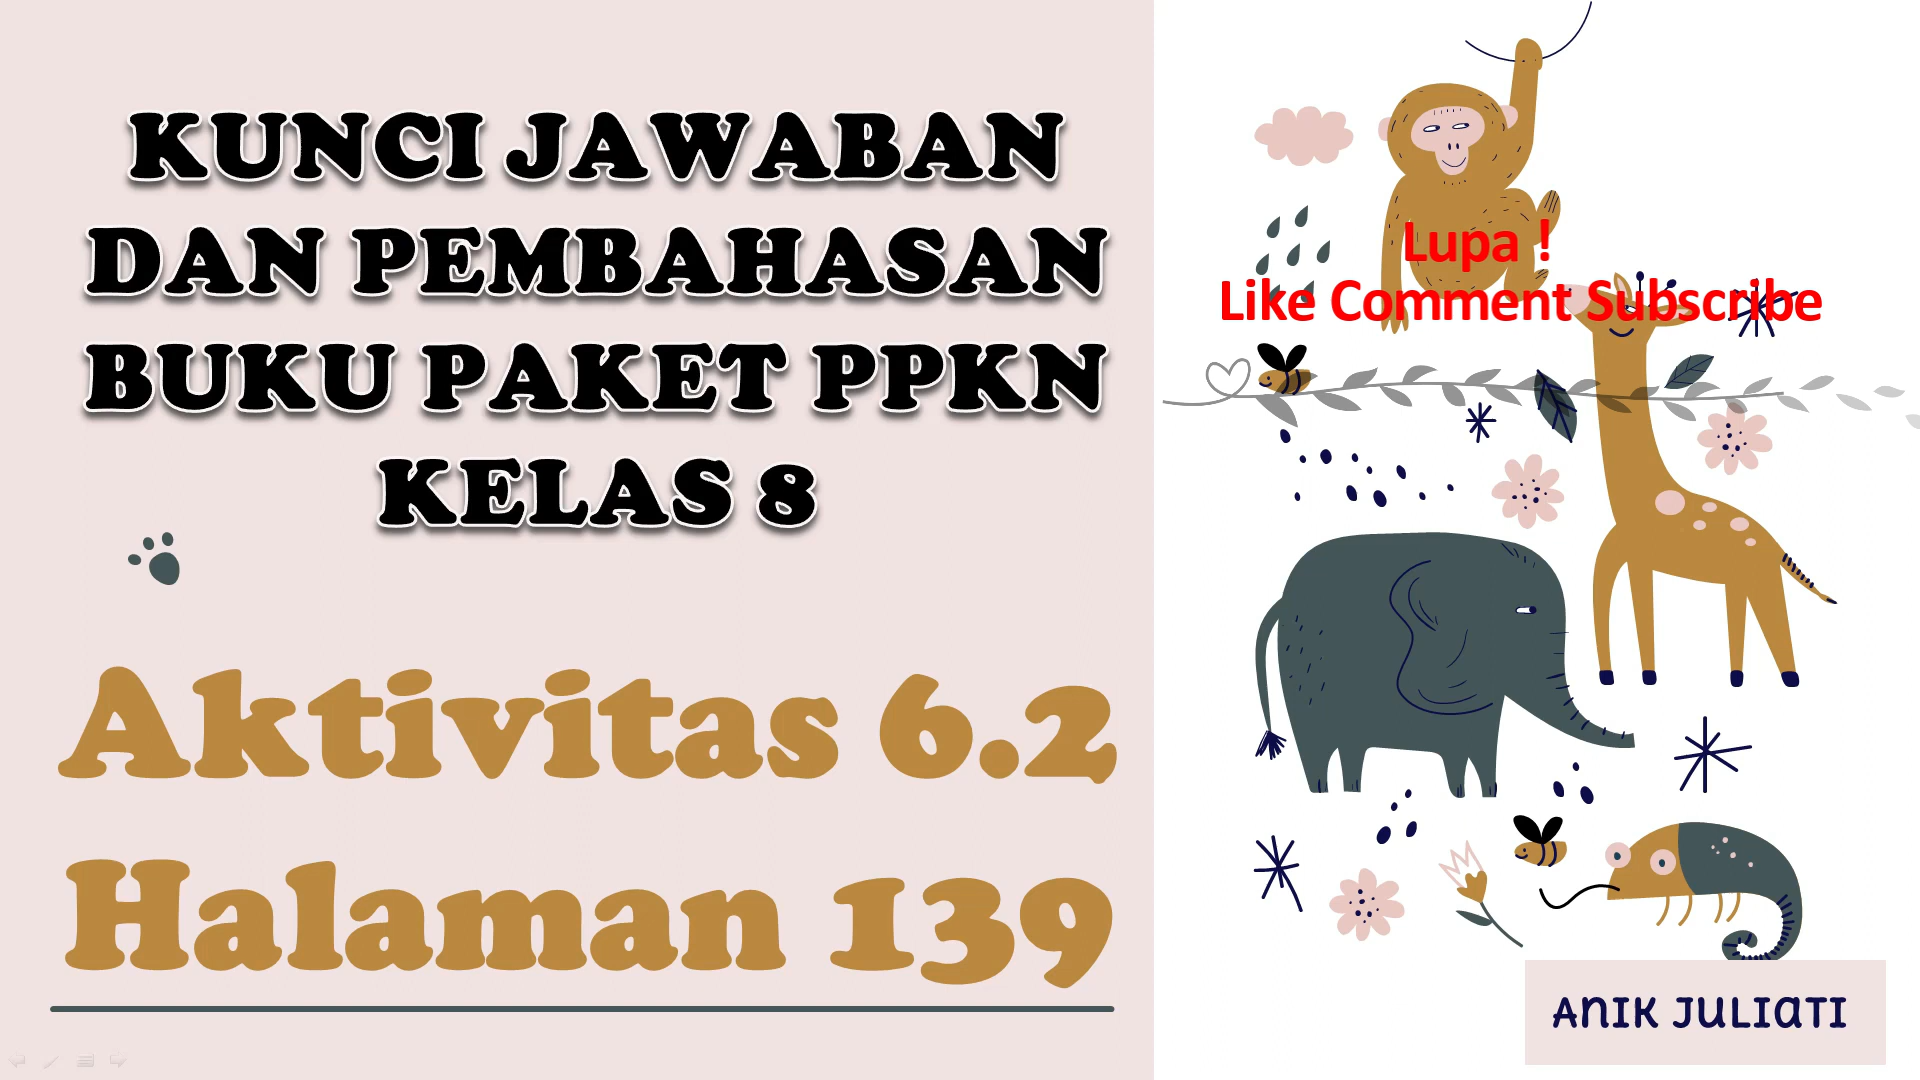 KUNCI JAWABAN
DAN PEMBAHASAN
BUKU PAKET PPKN
KELAS 8
Aktivitas 6.2
Halaman 139
Lupa !
Like Comment Subscribe
ANIK JULIATI